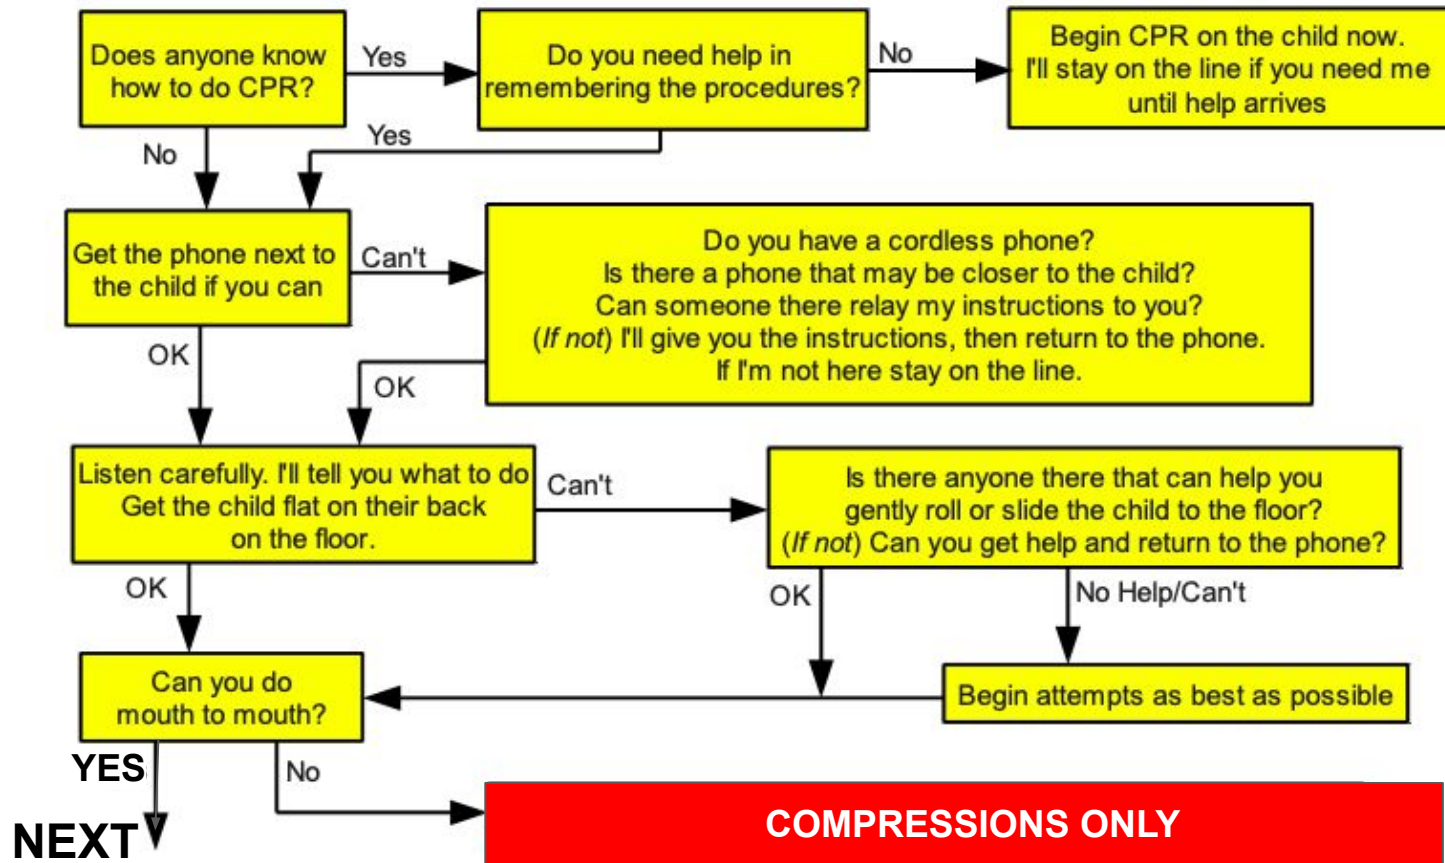 Does anyone know
how to do CPR?
Yes
Do you need help in
remembering the procedures?
No
Begin CPR on the child now.
I'll stay on the line if you need me
until help arrives
No
Yes
Get the phone next to
the child if you can
Can't
Do you have a cordless phone?
Is there a phone that may be closer to the child?
Can someone there relay my instructions to you?
(If not) I'll give you the instructions, then return to the phone.
If I'm not here stay on the line.
OK
OK
Listen carefully. I'll tell you what to do
Get the child flat on their back
on the floor.
Can't
Is there anyone there that can help you
gently roll or slide the child to the floor?
(If not) Can you get help and return to the phone?
OK
OK
No Help/Can't
Can you do
mouth to mouth?
Begin attempts as best as possible
YES
No
NEXT
COMPRESSIONS ONLY